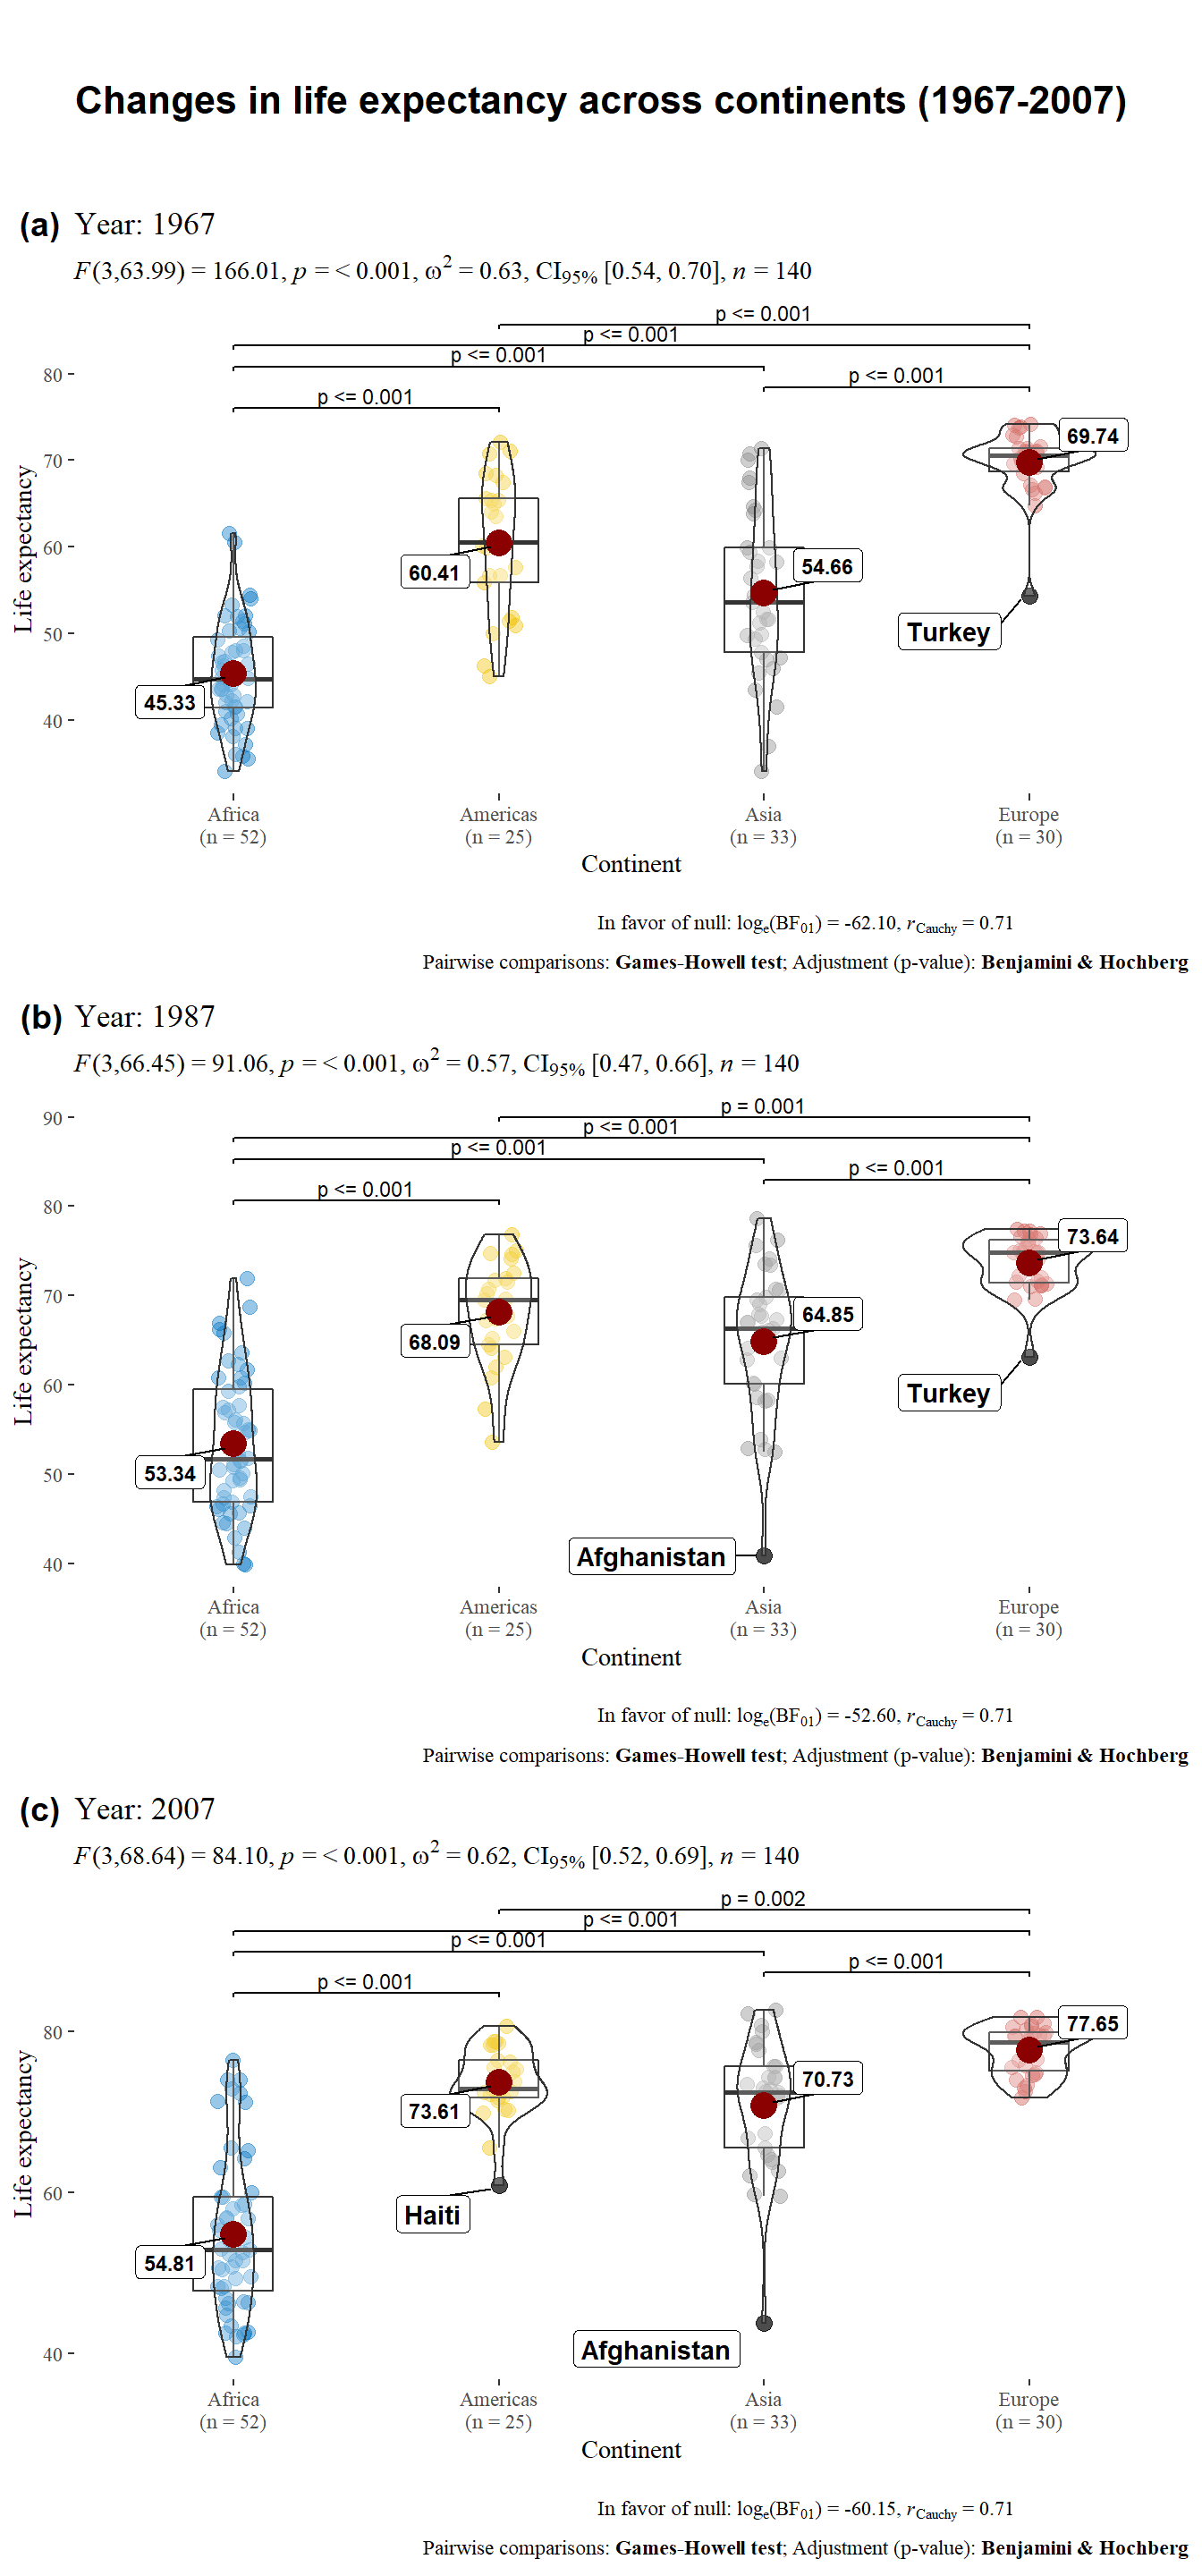 Changes in life expectancy across continents (1967-2007)
(a) Year: 1967
F(3,63.99) = 166.01, p = < 0.001, ω2 = 0.63, CI95% [0.54, 0.70], n = 140
p <= 0.001
p <= 0.001
p <= 0.001
p <= 0.001
p <= 0.001
80
70
60
50
40
Life expectancy
69.74
60.41
54.66
45.33
Turkey
Africa
(n = 52)
Americas
(n = 25)
Asia
(n = 33)
Europe
(n = 30)
Continent
In favor of null: loge(BF01) = -62.10, rCauchy = 0.71
Pairwise comparisons: Games-Howell test; Adjustment (p-value): Benjamini & Hochberg
(b) Year: 1987
F(3,66.45) = 91.06, p = < 0.001, ω2 = 0.57, CI95% [0.47, 0.66], n = 140
p = 0.001
p <= 0.001
p <= 0.001
p <= 0.001
p <= 0.001
90
80
70
60
50
40
Life expectancy
73.64
68.09
64.85
53.34
Turkey
Afghanistan
Africa
(n = 52)
Americas
(n = 25)
Asia
(n = 33)
Europe
(n = 30)
Continent
In favor of null: loge(BF01) = -52.60, rCauchy = 0.71
Pairwise comparisons: Games-Howell test; Adjustment (p-value): Benjamini & Hochberg
(c) Year: 2007
F(3,68.64) = 84.10, p = < 0.001, ω2 = 0.62, CI95% [0.52, 0.69], n = 140
p = 0.002
p <= 0.001
p <= 0.001
p <= 0.001
p <= 0.001
80
60
40
Life expectancy
77.65
73.61
70.73
54.81
Haiti
Afghanistan
Africa
(n = 52)
Americas
(n = 25)
Asia
(n = 33)
Europe
(n = 30)
Continent
In favor of null: loge(BF01) = -60.15, rCauchy = 0.71
Pairwise comparisons: Games-Howell test; Adjustment (p-value): Benjamini & Hochberg